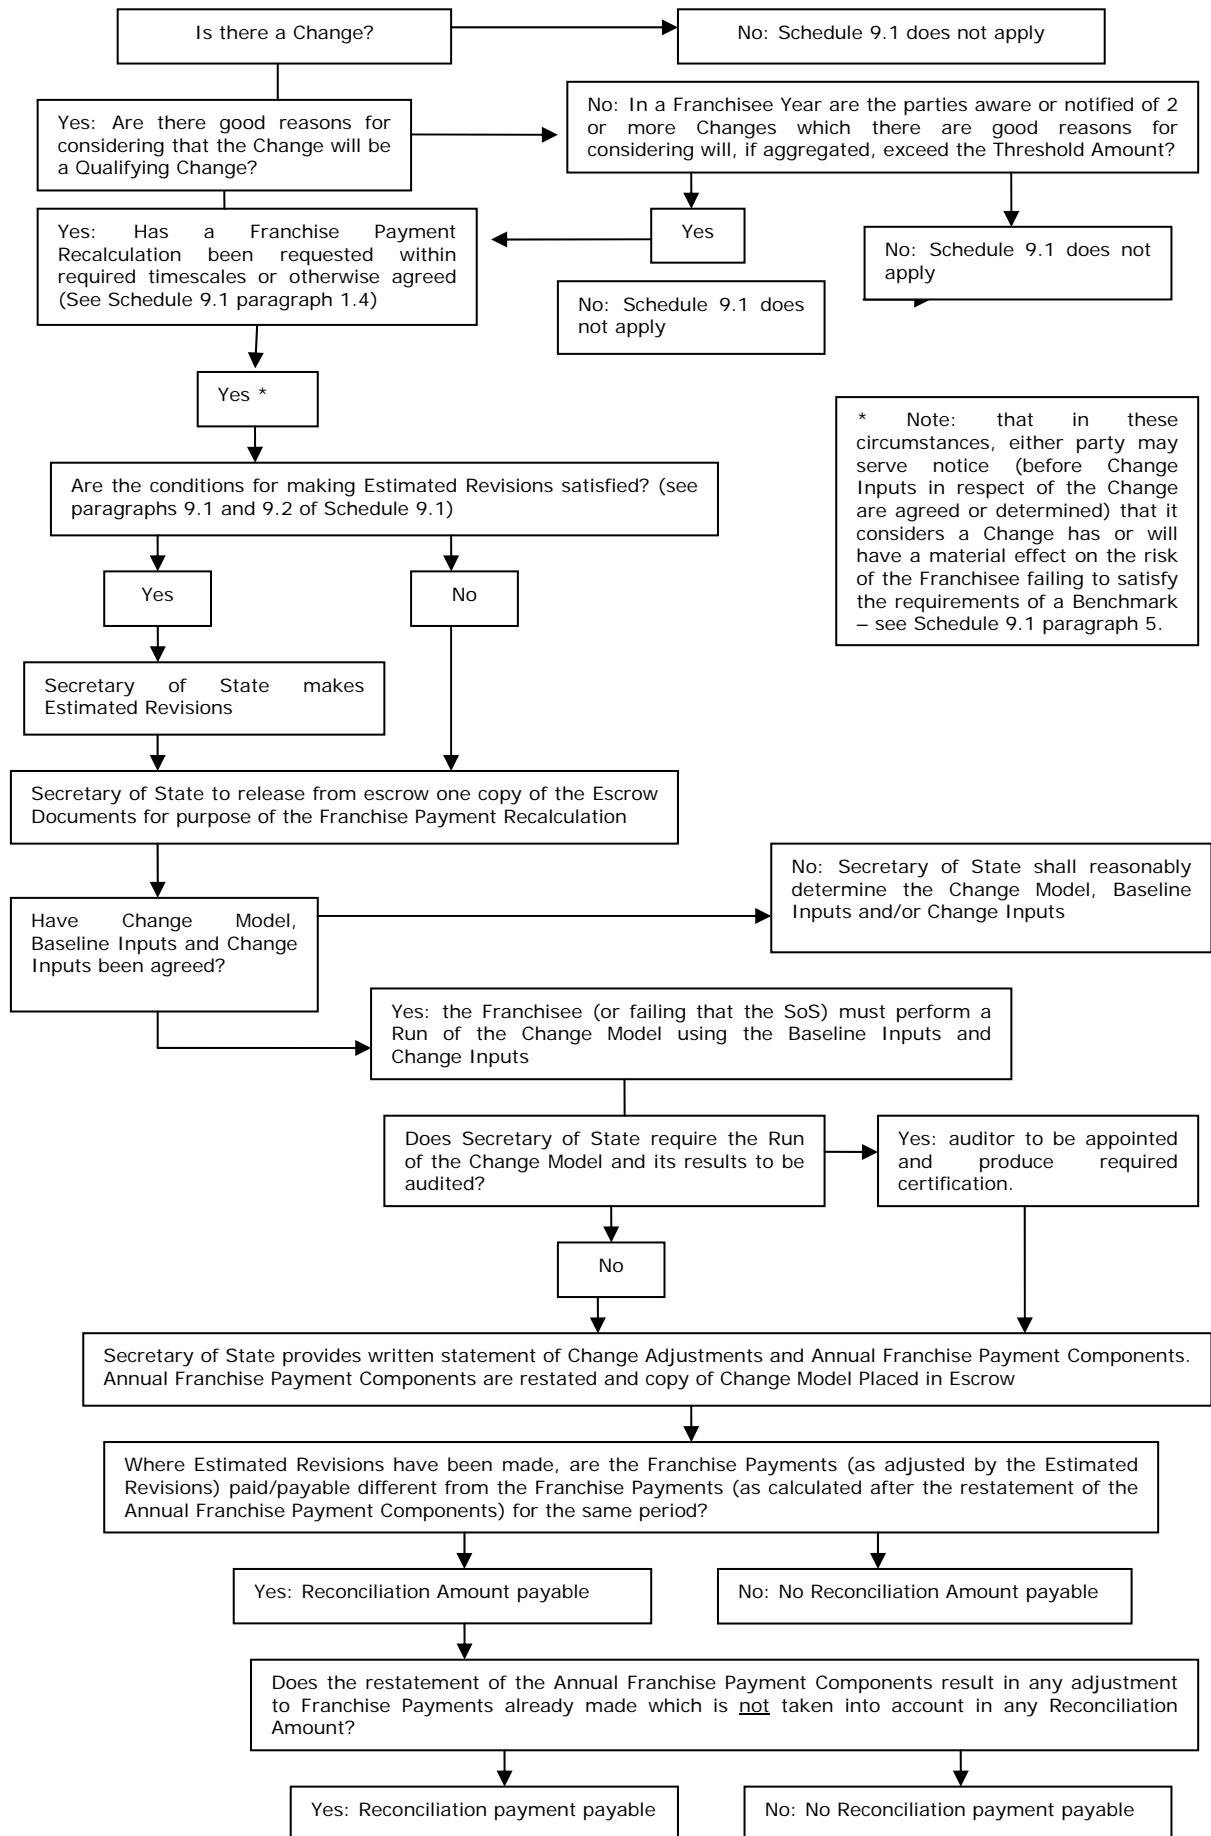 Is there a Change?
No: Schedule 9.1 does not apply
Yes: Are there good reasons for
considering that the Change will be
a Qualifying Change?
No: In a Franchisee Year are the parties aware or notified of 2
or more Changes which there are good reasons for
considering will, if aggregated, exceed the Threshold Amount?
Yes: Has a Franchise Payment
Recalculation been requested within
required timescales or otherwise agreed
(See Schedule 9.1 paragraph 1.4)
Yes
No: Schedule 9.1 does not
apply
No: Schedule 9.1 does
not apply
Yes *
* Note: that in these
circumstances, either party may
serve notice (before Change
Inputs in respect of the Change
are agreed or determined) that it
considers a Change has or will
have a material effect on the risk
of the Franchisee failing to satisfy
the requirements of a Benchmark
– see Schedule 9.1 paragraph 5.
Are the conditions for making Estimated Revisions satisfied? (see
paragraphs 9.1 and 9.2 of Schedule 9.1)
Yes
No
Secretary of State makes
Estimated Revisions
Secretary of State to release from escrow one copy of the Escrow
Documents for purpose of the Franchise Payment Recalculation
No: Secretary of State shall reasonably
determine the Change Model, Baseline
Inputs and/or Change Inputs
Have Change Model,
Baseline Inputs and Change
Inputs been agreed?
Yes: the Franchisee (or failing that the SoS) must perform a
Run of the Change Model using the Baseline Inputs and
Change Inputs
Does Secretary of State require the Run
of the Change Model and its results to be
audited?
Yes: auditor to be appointed
and produce required
certification.
No
Secretary of State provides written statement of Change Adjustments and Annual Franchise Payment Components.
Annual Franchise Payment Components are restated and copy of Change Model Placed in Escrow
Where Estimated Revisions have been made, are the Franchise Payments (as adjusted by the Estimated
Revisions) paid/payable different from the Franchise Payments (as calculated after the restatement of the
Annual Franchise Payment Components) for the same period?
Yes: Reconciliation Amount payable
No: No Reconciliation Amount payable
Does the restatement of the Annual Franchise Payment Components result in any adjustment
to Franchise Payments already made which is not taken into account in any Reconciliation
Amount?
Yes: Reconciliation payment payable
No: No Reconciliation payment payable